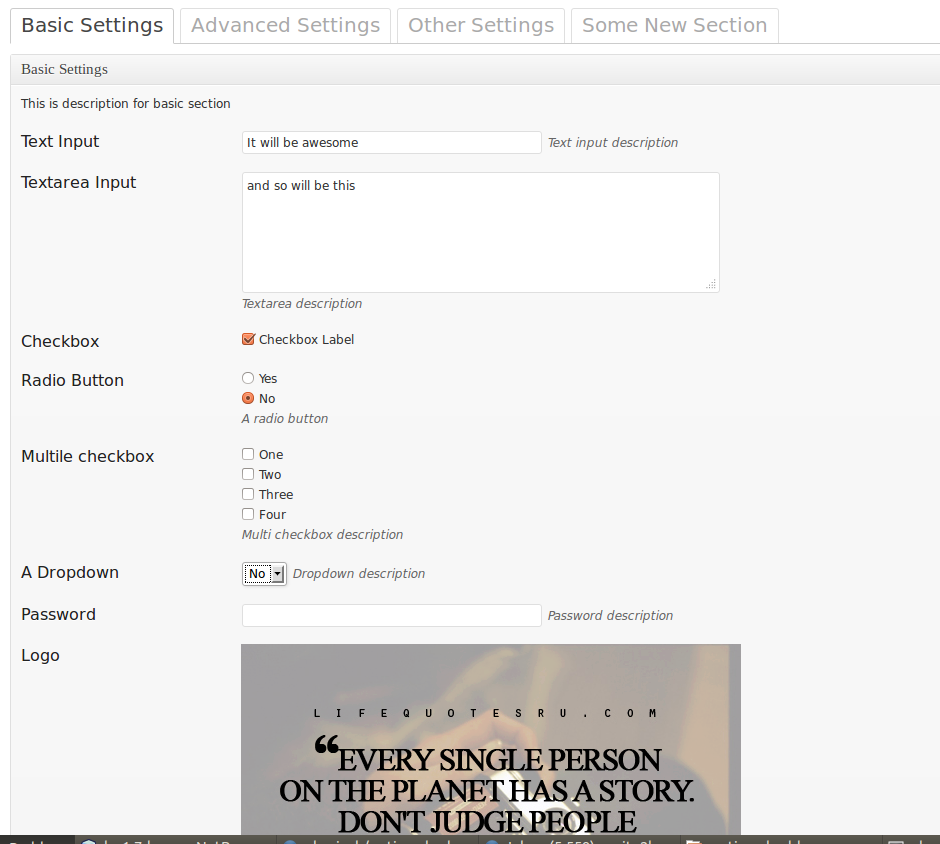 Basic Settings Advanced Settings Other Settings Some New Section
Basic Settings
This is description for basic section
Text Input It will be awesome Text input description
Textarea Input and so will be this
Textarea description
Checkbox Checkbox Label
Radio Button Yes
No
A radio button
Multile checkbox One
Two
Three
Four
Multi checkbox description
A Dropdown No Dropdown description
Password Password description
Logo
LIFEQUOTESRU.COM
“EVERY SINGLE PERSON
ON THE PLANET HAS A STORY.
DON'T JUDGE PEOPLE